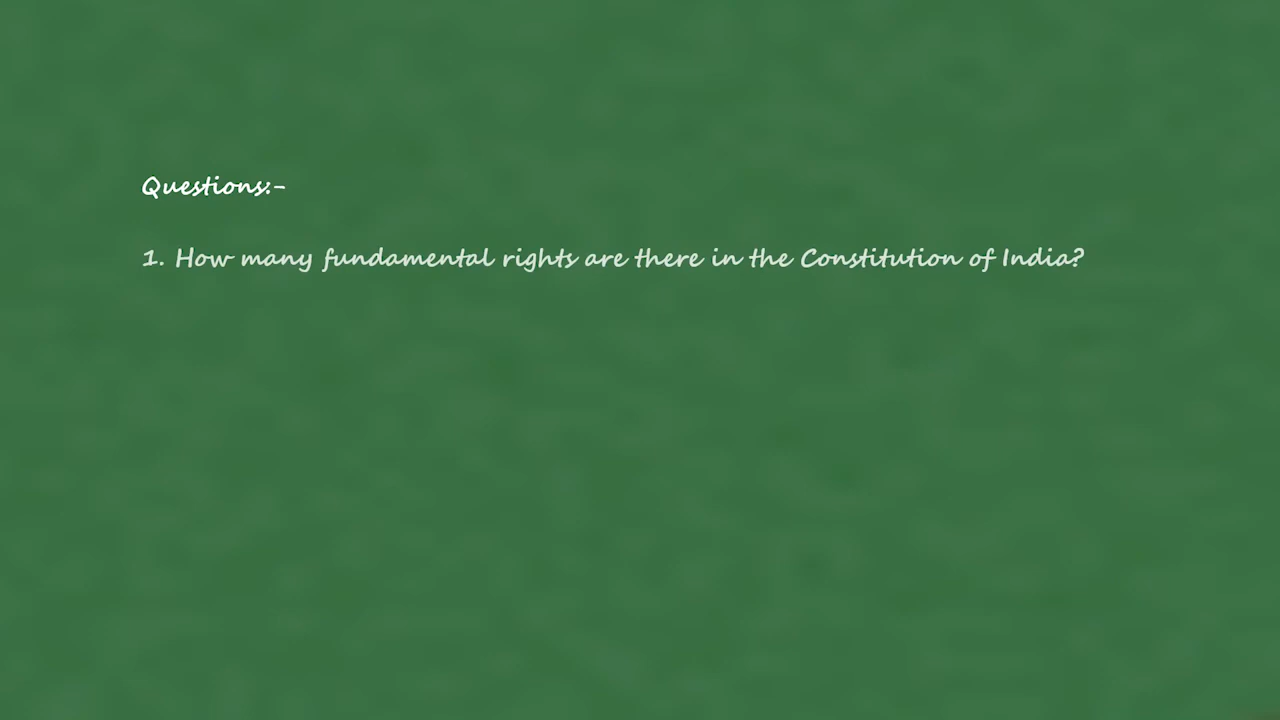 Questions:-
1. How many fundamental rights are there in the Constitution of India?